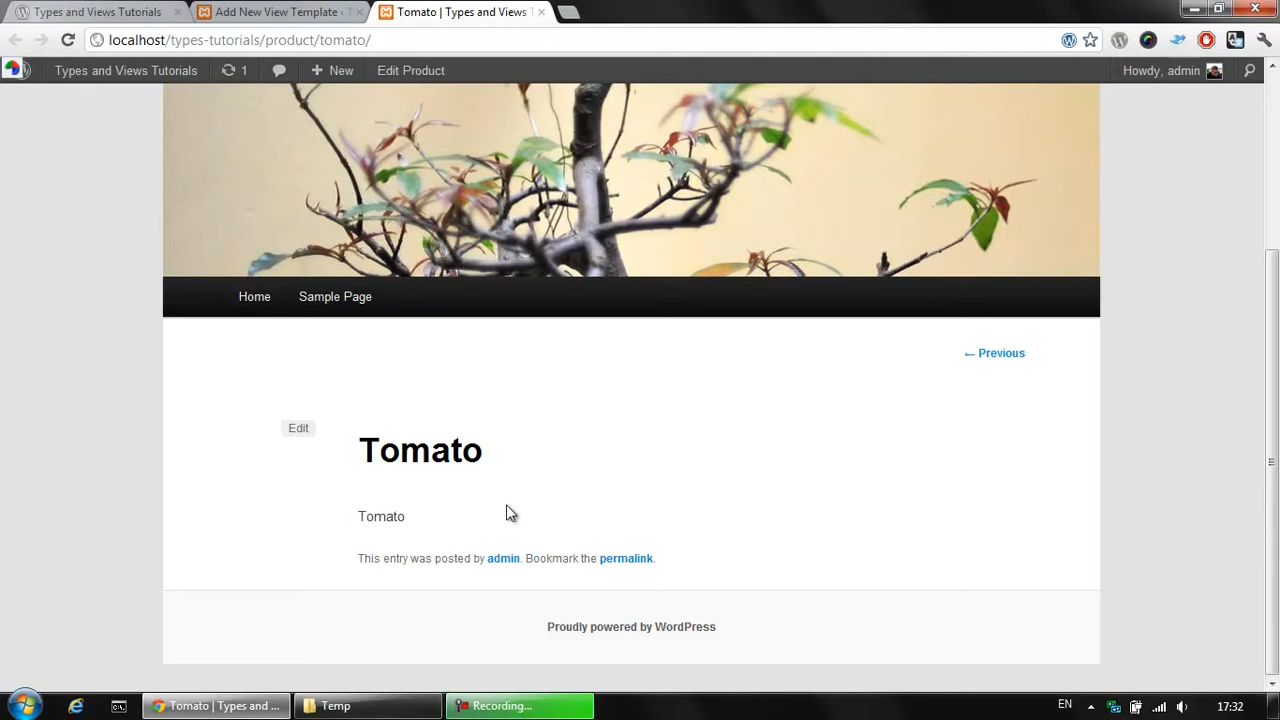 Types and Views Tutorials
Add New View Template ‹ T
Tomato | Types and Views T
localhost/types-tutorials/product/tomato/
Types and Views Tutorials
1
New
Edit Product
Howdy, admin
Home
Sample Page
← Previous
Edit
Tomato
Tomato
This entry was posted by admin. Bookmark the permalink.
Proudly powered by WordPress
Tomato | Types and ...
Temp
Recording...
EN
17:32